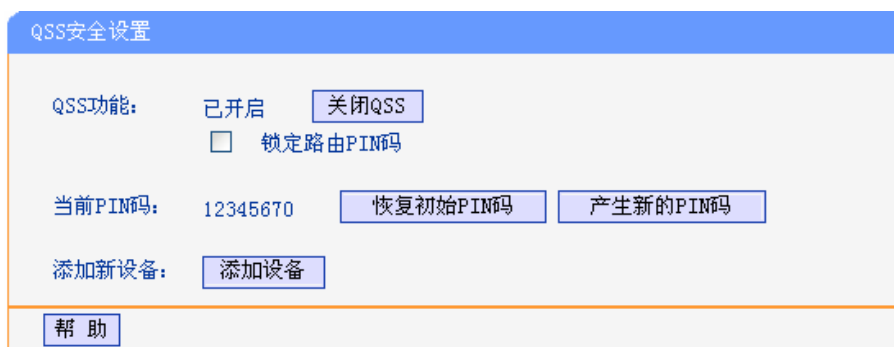 QSS安全设置
QSS功能： 已开启 关闭QSS
锁定路由PIN码
当前PIN码： 12345670 恢复初始PIN码 产生新的PIN码
添加新设备： 添加设备
帮 助